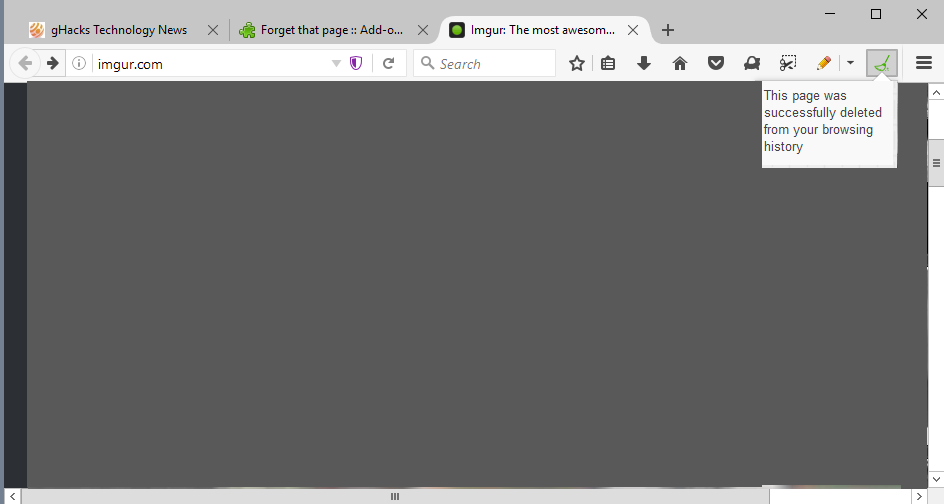 gHacks Technology News
Forget that page :: Add-o...
Imgur: The most awesom...
imgur.com
Search
This page was
successfully deleted
from your browsing
history